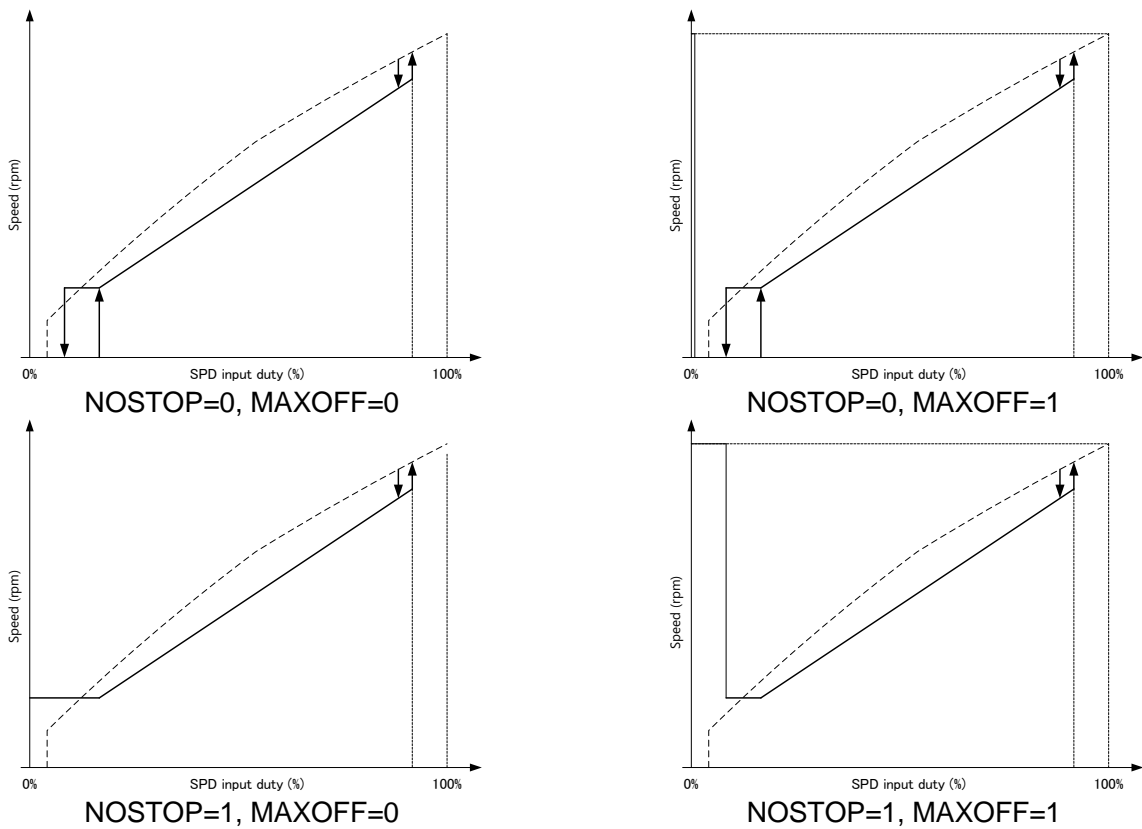 Speed (rpm)
0%
SPD input duty (%)
100%
NOSTOP=0, MAXOFF=0
Speed (rpm)
0%
SPD input duty (%)
100%
NOSTOP=0, MAXOFF=1
Speed (rpm)
0%
SPD input duty (%)
100%
NOSTOP=1, MAXOFF=0
Speed (rpm)
0%
SPD input duty (%)
100%
NOSTOP=1, MAXOFF=1